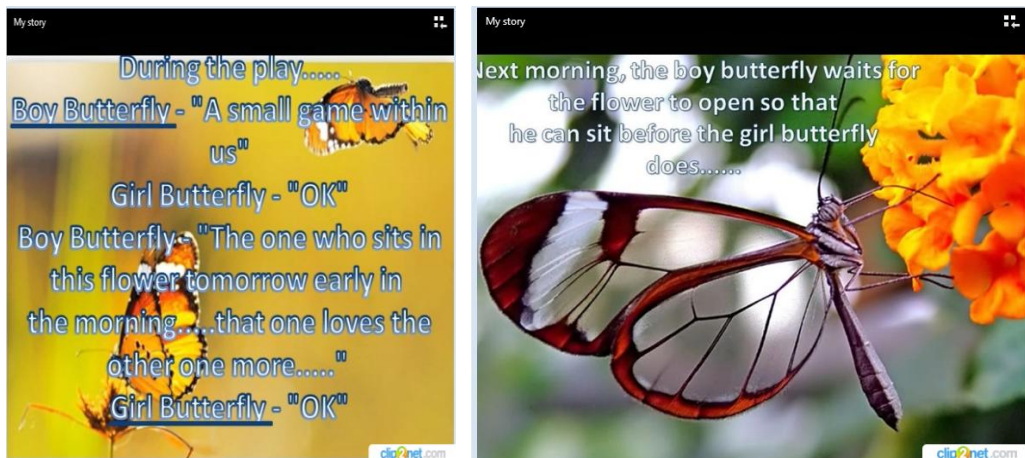 My story
During the play.....
Boy Butterfly - "A small game within
us"
Girl Butterfly - "OK"
Boy Butterfly - "The one who sits in
this flower tomorrow early in
the morning.....that one loves the
other one more....."
Girl Butterfly - "OK"
clip2net.com
My story
Next morning, the boy butterfly waits for
the flower to open so that
he can sit before the girl butterfly
does......
clip2net.com